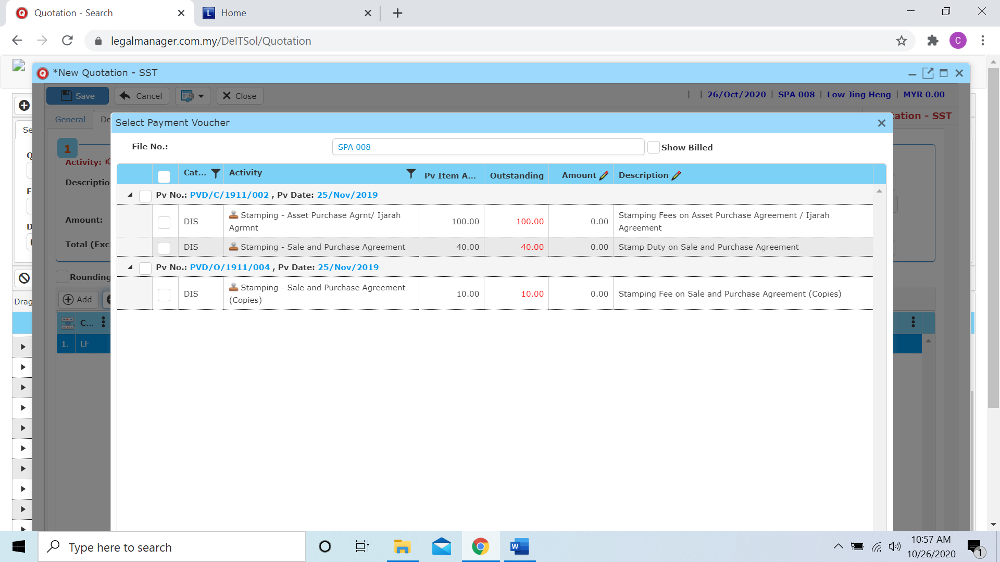 Quotation - Search
Home
legalmanager.com.my/DeITSol/Quotation
C
*New Quotation - SST
Save
Cancel
Close
| | 26/Oct/2020 | SPA 008 | Low Jing Heng | MYR 0.00
General
De
ation - SST
Select Payment Voucher
Se
File No.:
SPA 008
Show Billed
1
Activity:
Descriptio
Amount:
Total (Exc
Rounding
Add
Drag
C...
1. LF
Cat... Activity Pv Item A... Outstanding Amount Description
Pv No.: PVD/C/1911/002 , Pv Date: 25/Nov/2019
DIS Stamping - Asset Purchase Agrnt/ Ijarah Agrmnt 100.00 100.00 0.00 Stamping Fees on Asset Purchase Agreement / Ijarah Agreement
DIS Stamping - Sale and Purchase Agreement 40.00 40.00 0.00 Stamp Duty on Sale and Purchase Agreement
Pv No.: PVD/O/1911/004 , Pv Date: 25/Nov/2019
DIS Stamping - Sale and Purchase Agreement (Copies) 10.00 10.00 0.00 Stamping Fee on Sale and Purchase Agreement (Copies)
Type here to search
10:57 AM
10/26/2020
1